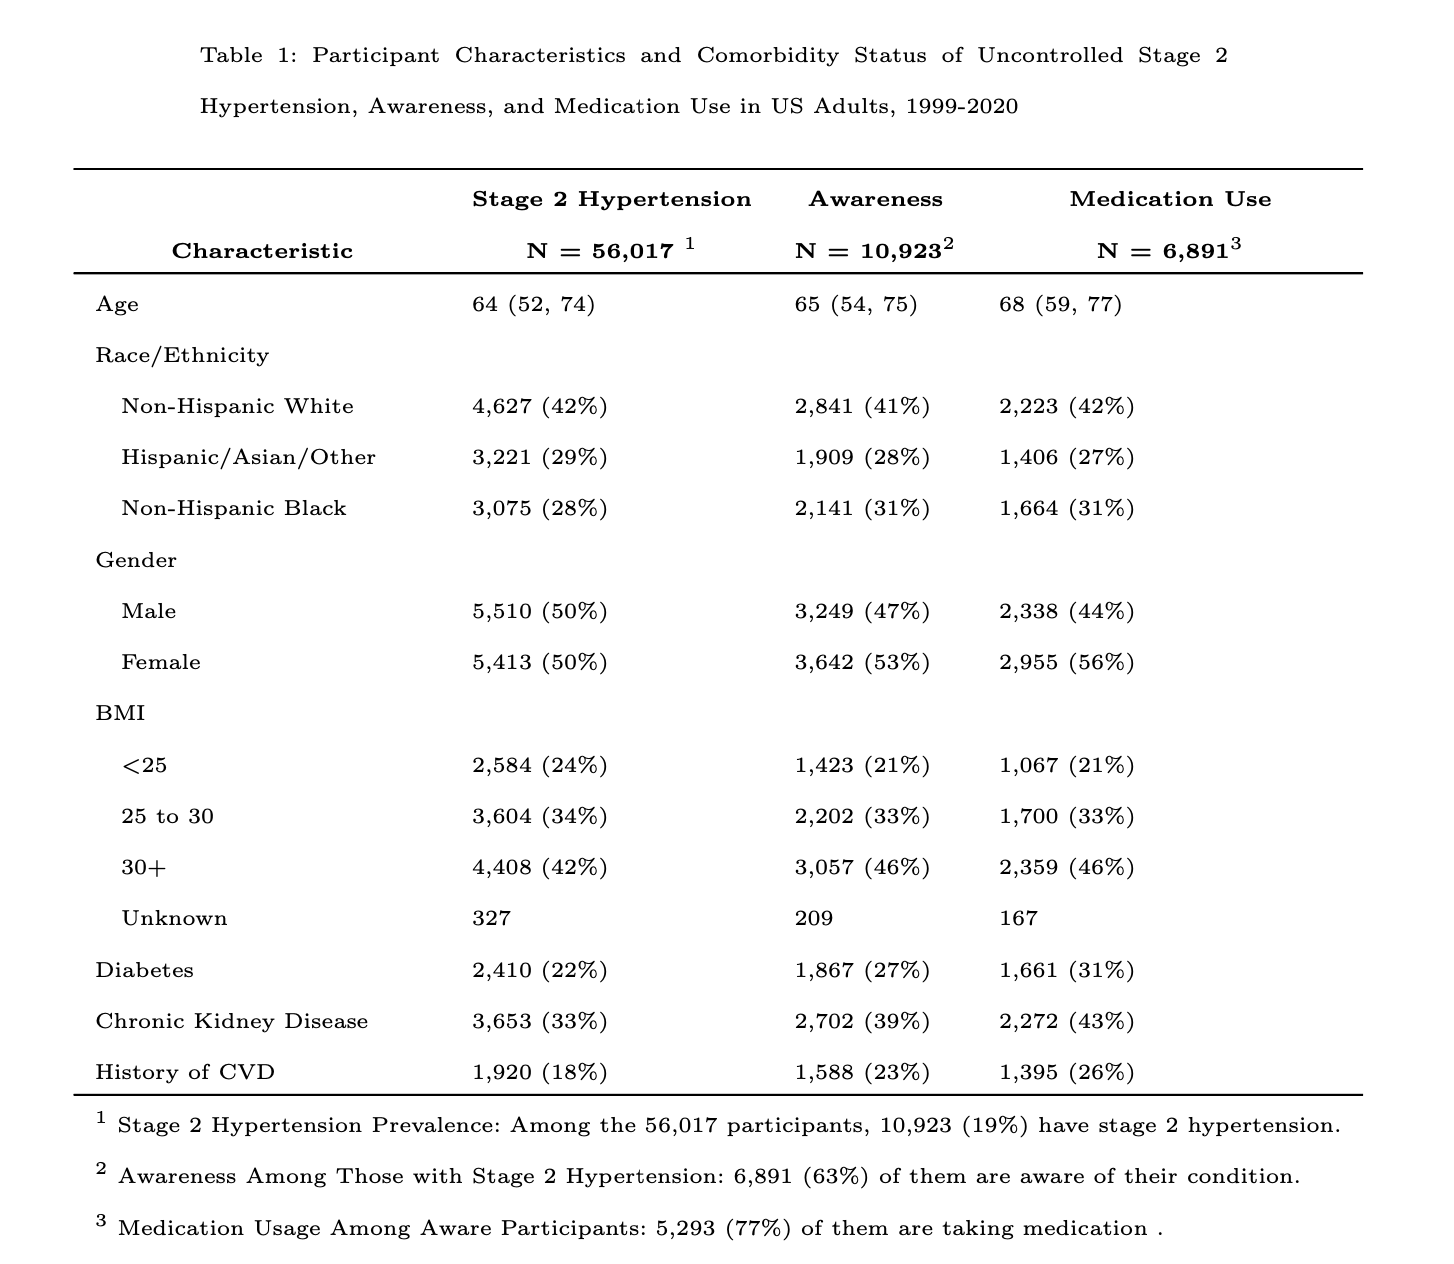 Table 1: Participant Characteristics and Comorbidity Status of Uncontrolled Stage 2
Hypertension, Awareness, and Medication Use in US Adults, 1999-2020
Stage 2 Hypertension Awareness Medication Use
Characteristic N = 56,017 ¹ N = 10,923² N = 6,891³
Age 64 (52, 74) 65 (54, 75) 68 (59, 77)
Race/Ethnicity
Non-Hispanic White 4,627 (42%) 2,841 (41%) 2,223 (42%)
Hispanic/Asian/Other 3,221 (29%) 1,909 (28%) 1,406 (27%)
Non-Hispanic Black 3,075 (28%) 2,141 (31%) 1,664 (31%)
Gender
Male 5,510 (50%) 3,249 (47%) 2,338 (44%)
Female 5,413 (50%) 3,642 (53%) 2,955 (56%)
BMI
<25 2,584 (24%) 1,423 (21%) 1,067 (21%)
25 to 30 3,604 (34%) 2,202 (33%) 1,700 (33%)
30+ 4,408 (42%) 3,057 (46%) 2,359 (46%)
Unknown 327 209 167
Diabetes 2,410 (22%) 1,867 (27%) 1,661 (31%)
Chronic Kidney Disease 3,653 (33%) 2,702 (39%) 2,272 (43%)
History of CVD 1,920 (18%) 1,588 (23%) 1,395 (26%)
¹ Stage 2 Hypertension Prevalence: Among the 56,017 participants, 10,923 (19%) have stage 2 hypertension.
² Awareness Among Those with Stage 2 Hypertension: 6,891 (63%) of them are aware of their condition.
³ Medication Usage Among Aware Participants: 5,293 (77%) of them are taking medication .